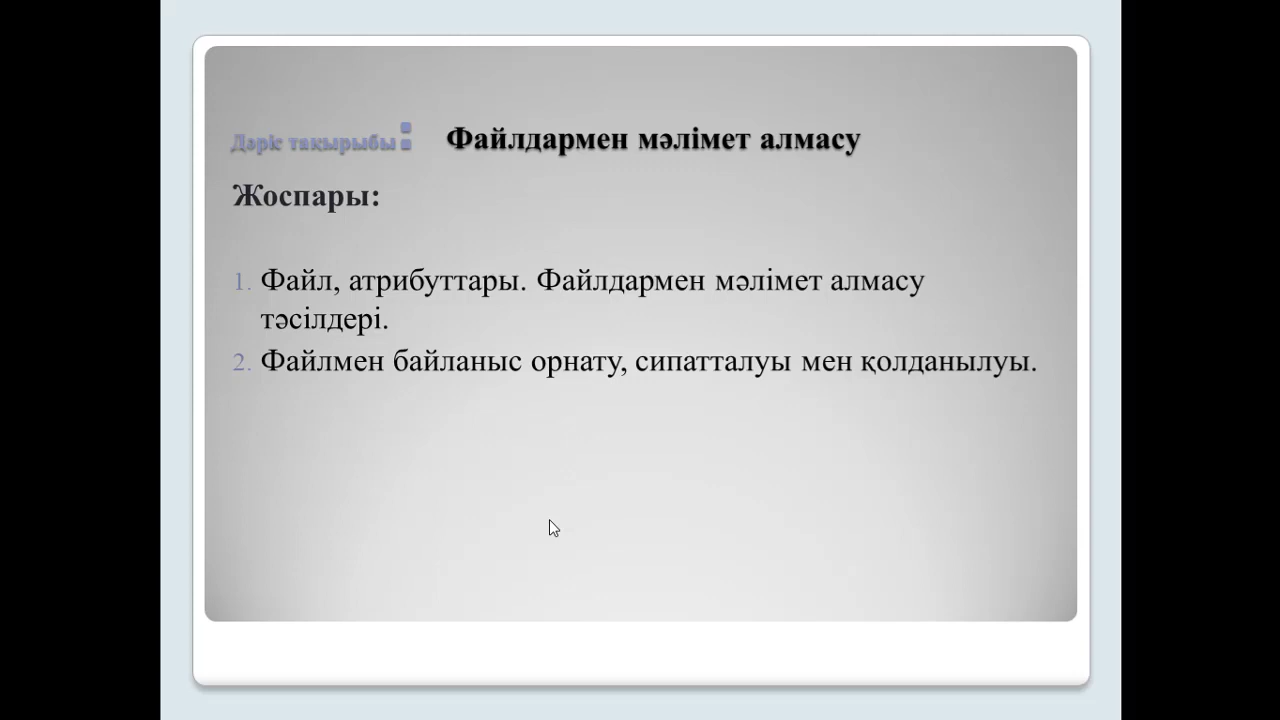 Дәріс тақырыбы: Файлдармен мәлімет алмасу
Жоспары:
1. Файл, атрибуттары. Файлдармен мәлімет алмасу
тәсілдері.
2. Файлмен байланыс орнату, сипатталуы мен қолданылуы.